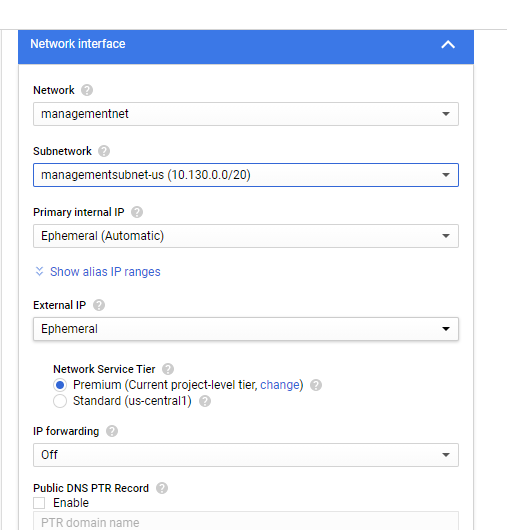 Network interface
Network
managementnet
Subnetwork
managementsubnet-us (10.130.0.0/20)
Primary internal IP
Ephemeral (Automatic)
Show alias IP ranges
External IP
Ephemeral
Network Service Tier
Premium (Current project-level tier, change)
Standard (us-central1)
IP forwarding
Off
Public DNS PTR Record
Enable
PTR domain name